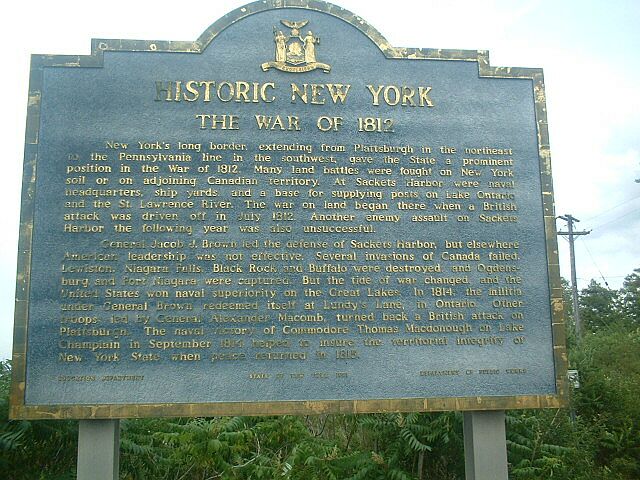 HISTORIC NEW YORK
THE WAR OF 1812
New York's long border, extending from Plattsburgh in the northeast
to the Pennsylvania line in the southwest, gave the State a prominent
position in the War of 1812. Many land battles were fought on New York
soil or on adjoining Canadian territory. At Sackets Harbor were naval
headquarters, ship yards, and a base for supplying posts on Lake Ontario
and the St. Lawrence River. The war on land began there when a British
attack was driven off in July 1812. Another enemy assault on Sackets
Harbor the following year was also unsuccessful.
General Jacob J. Brown led the defense of Sackets Harbor, but elsewhere
American leadership was not effective. Several invasions of Canada failed.
Lewiston, Niagara Falls, Black Rock and Buffalo were destroyed, and Ogdens-
burg and Fort Niagara were captured. But the tide of war changed, and the
United States won naval superiority on the Great Lakes. In 1814, the militia
under General Brown, redeemed itself at Lundy's Lane, in Ontario. Other
troops, led by General Alexander Macomb, turned back a British attack on
Plattsburgh. The naval victory of Commodore Thomas Macdonough on Lake
Champlain in September 1814 helped to insure the territorial integrity of
New York State when peace returned in 1815.
EDUCATION DEPARTMENT STATE OF NEW YORK DEPARTMENT OF PUBLIC WORKS